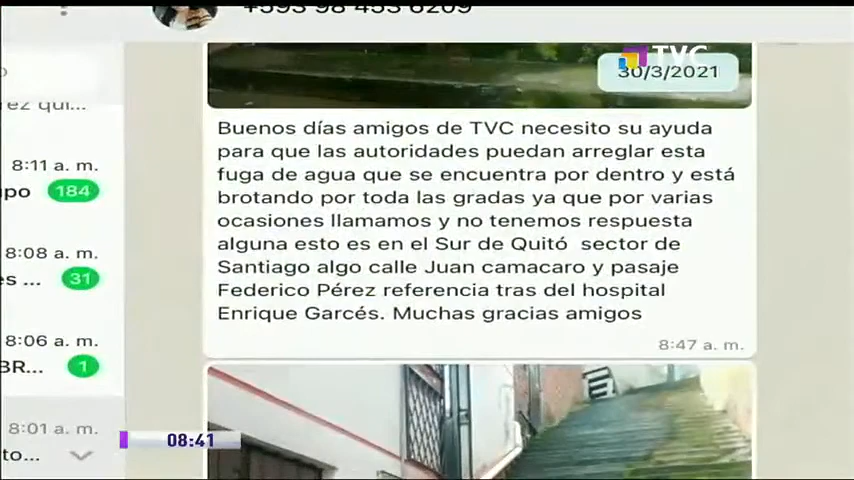 TVC
30/3/2021
8:11 a. m.
184
8:08 a. m.
31
8:06 a. m.
1
8:01 a. m.
Buenos días amigos de TVC necesito su ayuda
para que las autoridades puedan arreglar esta
fuga de agua que se encuentra por dentro y está
brotando por toda las gradas ya que por varias
ocasiones llamamos y no tenemos respuesta
alguna esto es en el Sur de Quitó sector de
Santiago algo calle Juan camacaro y pasaje
Federico Pérez referencia tras del hospital
Enrique Garcés. Muchas gracias amigos
8:47 a. m.
08:41